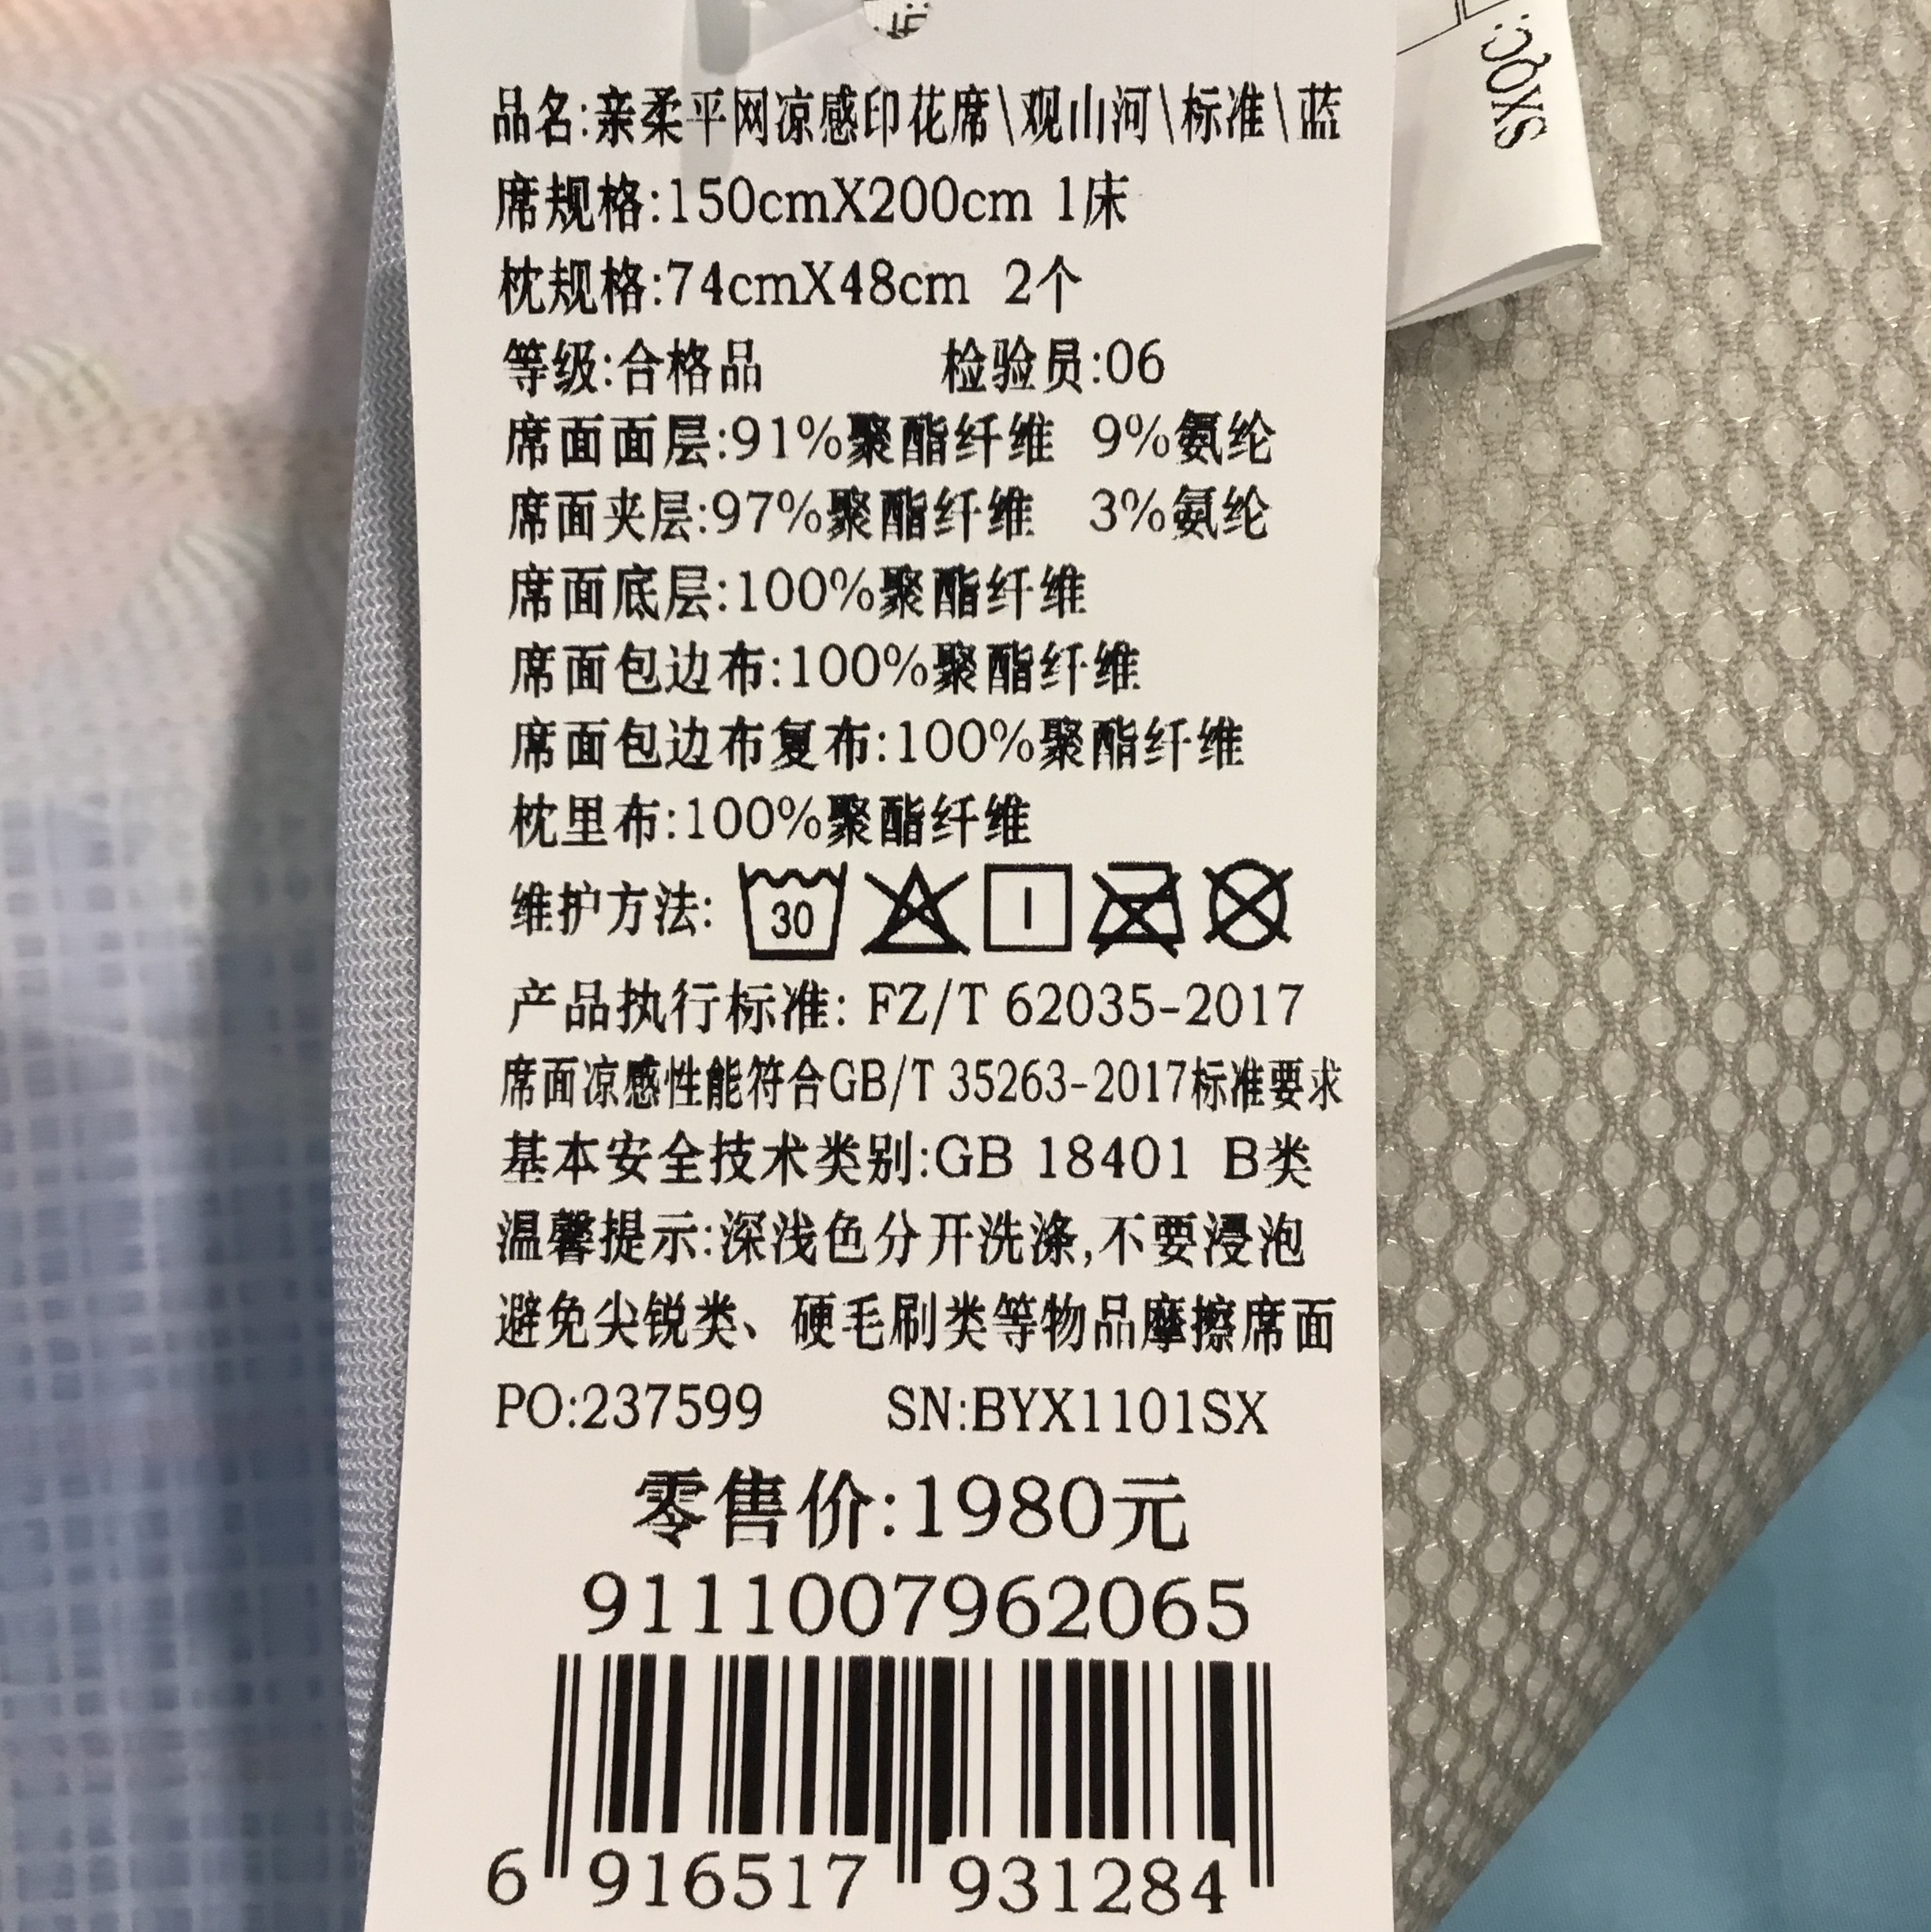 品名:亲柔平网凉感印花席\观山河\标准\蓝
席规格:150cmX200cm 1床
枕规格:74cmX48cm 2个
等级:合格品 检验员:06
席面面层:91%聚酯纤维 9%氨纶
席面夹层:97%聚酯纤维 3%氨纶
席面底层:100%聚酯纤维
席面包边布:100%聚酯纤维
席面包边布复布:100%聚酯纤维
枕里布:100%聚酯纤维
维护方法: 30
产品执行标准: FZ/T 62035-2017
席面凉感性能符合GB/T 35263-2017标准要求
基本安全技术类别:GB 18401 B类
温馨提示:深浅色分开洗涤,不要浸泡
避免尖锐类、硬毛刷类等物品摩擦席面
PO:237599 SN:BYX1101SX
零售价:1980元
9111007962065
6 916517 931284
SXQC: